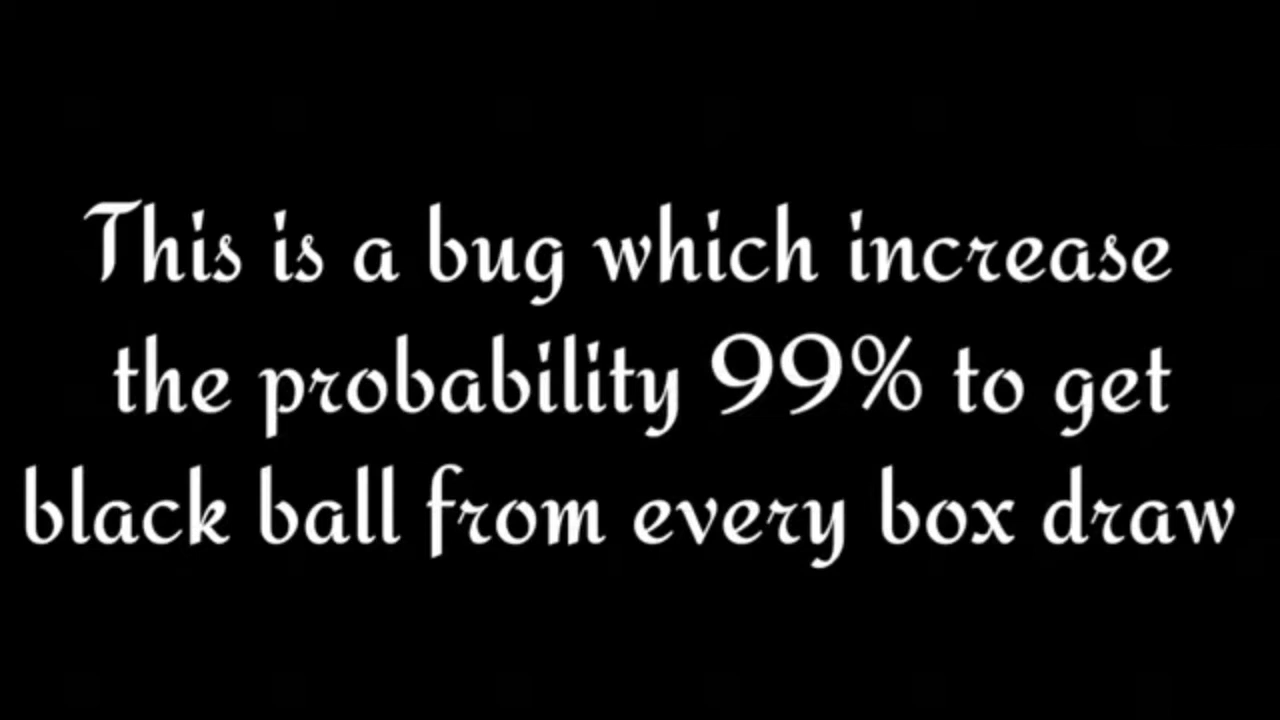 This is a bug which increase
the probability 99% to get
black ball from every box draw